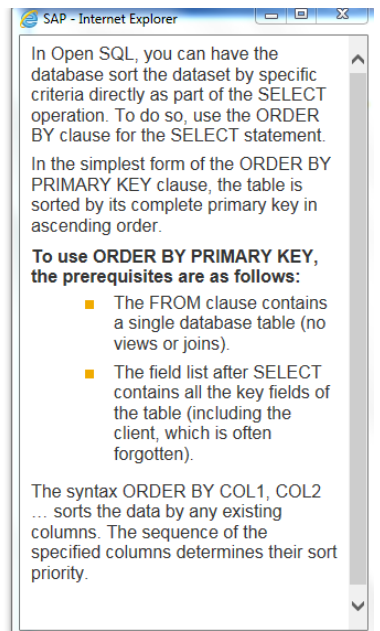 SAP - Internet Explorer
In Open SQL, you can have the
database sort the dataset by specific
criteria directly as part of the SELECT
operation. To do so, use the ORDER
BY clause for the SELECT statement.
In the simplest form of the ORDER BY
PRIMARY KEY clause, the table is
sorted by its complete primary key in
ascending order.
To use ORDER BY PRIMARY KEY,
the prerequisites are as follows:
The FROM clause contains
a single database table (no
views or joins).
The field list after SELECT
contains all the key fields of
the table (including the
client, which is often
forgotten).
The syntax ORDER BY COL1, COL2
… sorts the data by any existing
columns. The sequence of the
specified columns determines their sort
priority.